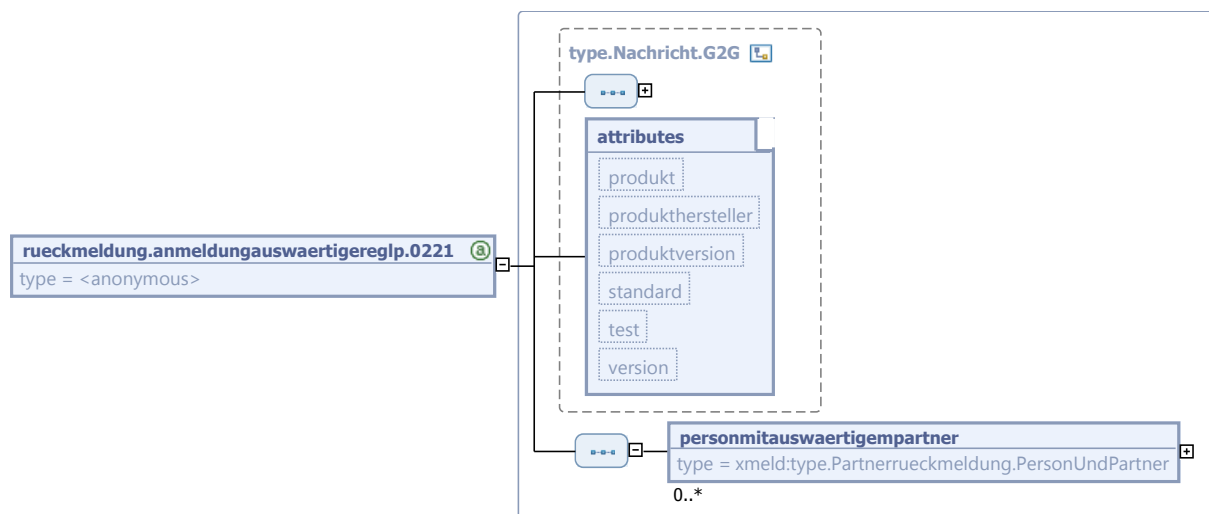 type.Nachricht.G2G
attributes
produkt
produkthersteller
produktversion
standard
test
version
rueckmeldung.anmeldungauswaertigereglp.0221
type = <anonymous>
personmitauswaertigempartner
type = xmeld:type.Partnerrueckmeldung.PersonUndPartner
0..*